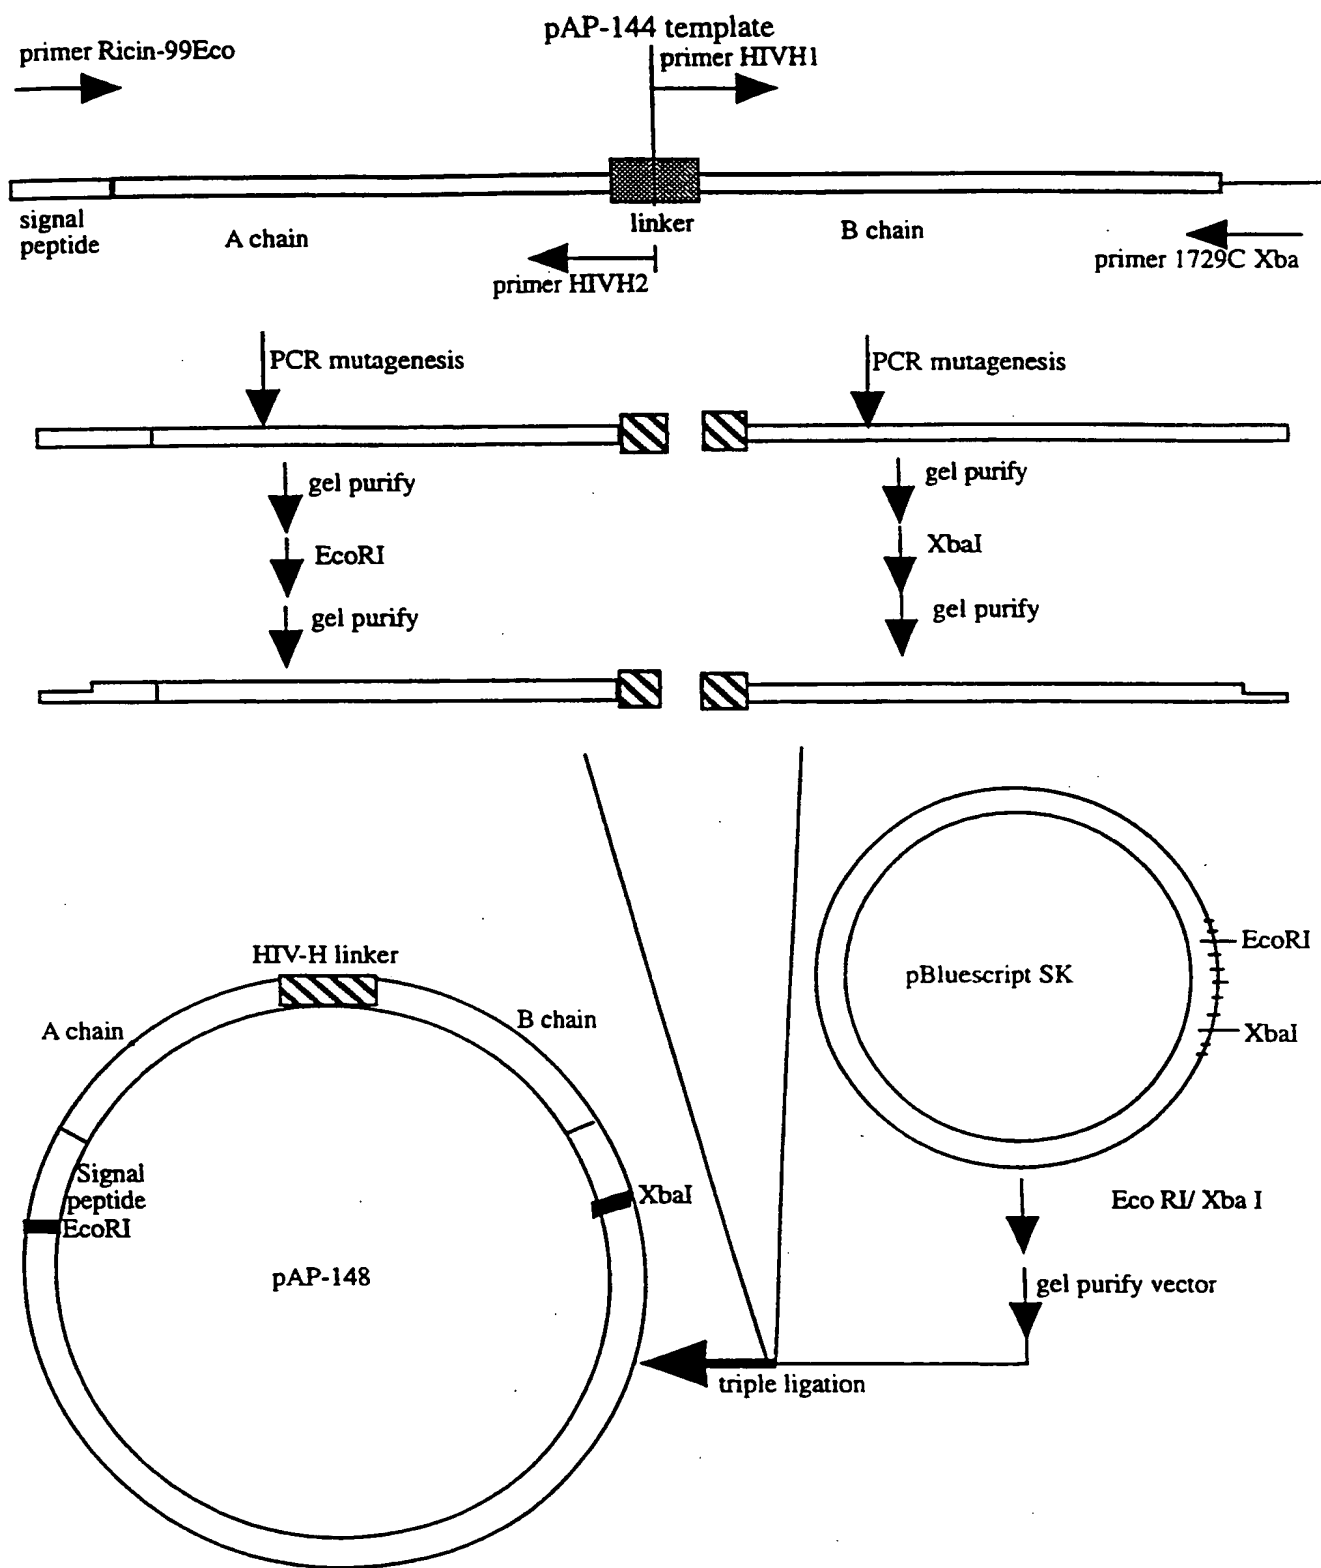 pAP-144 template
primer Ricin-99Eco
primer HIVH1
signal
peptide
A chain
linker
B chain
primer HIVH2
primer 1729C Xba
PCR mutagenesis
PCR mutagenesis
gel purify
gel purify
EcoRI
XbaI
gel purify
gel purify
HIV-H linker
A chain
B chain
Signal
peptide
EcoRI
XbaI
pAP-148
pBluescript SK
EcoRI
XbaI
Eco RI/ Xba I
gel purify vector
triple ligation